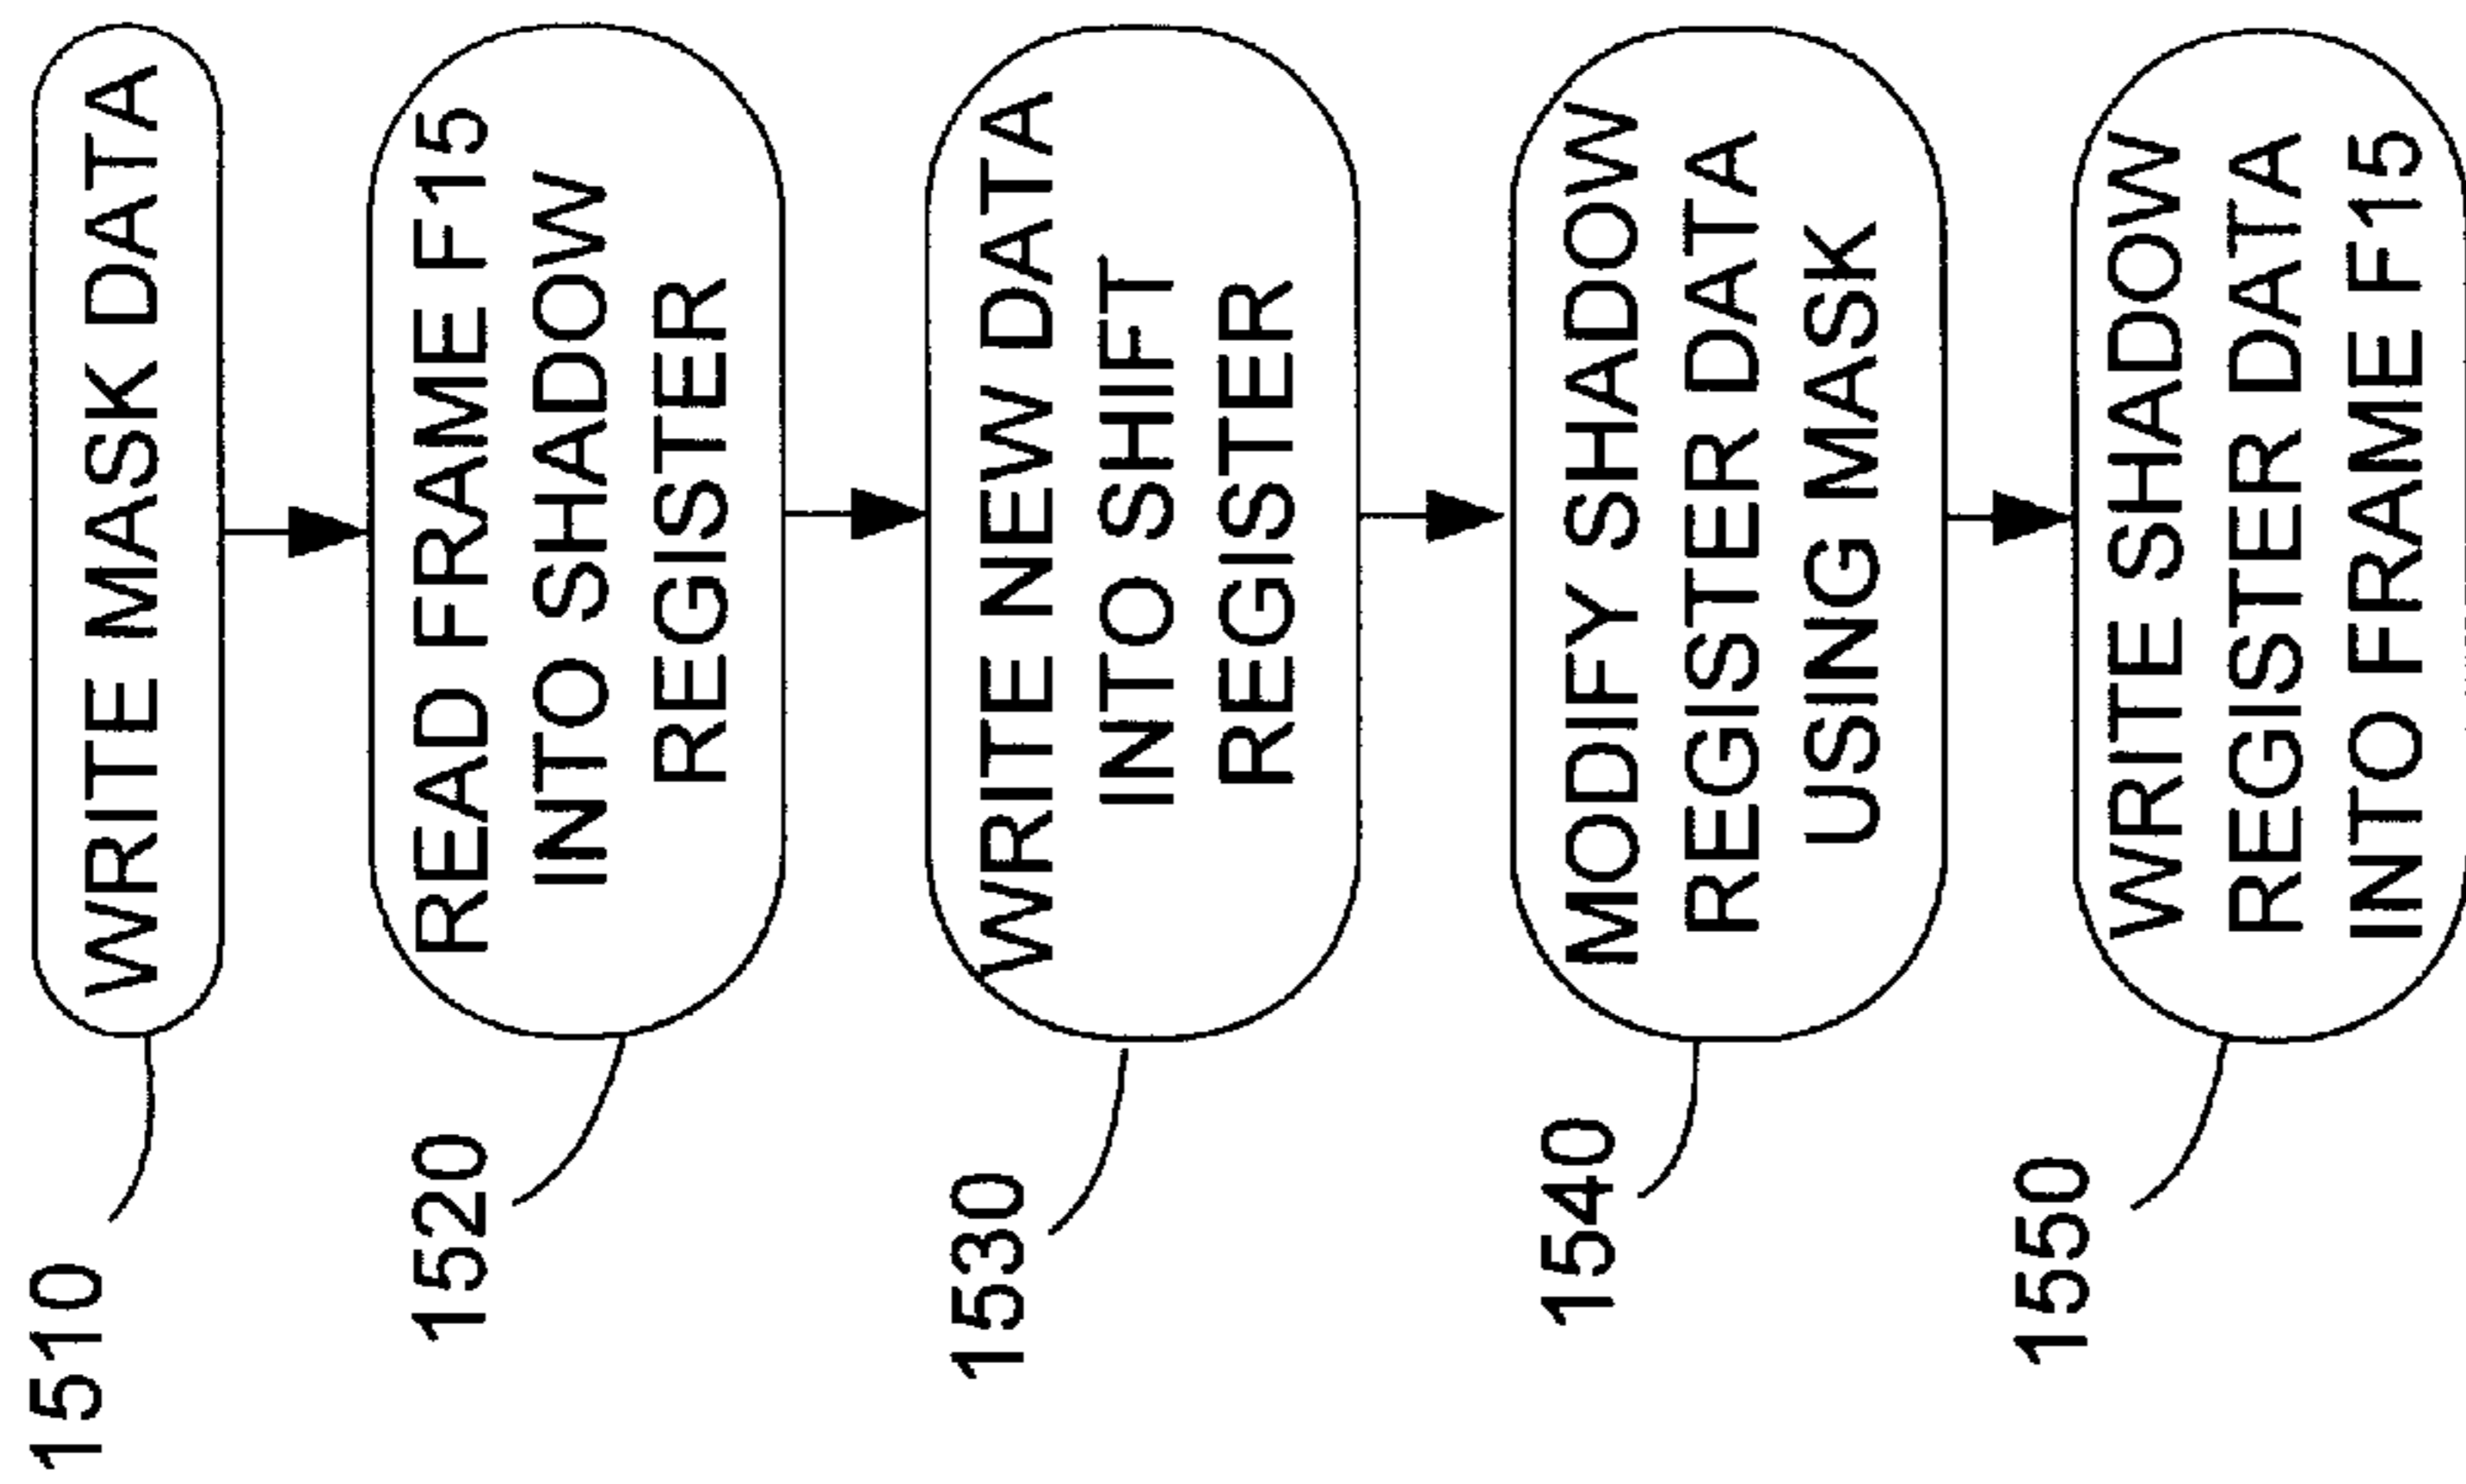 1510
WRITE MASK DATA
1520
READ FRAME F15
INTO SHADOW
REGISTER
1530
WRITE NEW DATA
INTO SHIFT
REGISTER
1540
MODIFY SHADOW
REGISTER DATA
USING MASK
1550
WRITE SHADOW
REGISTER DATA
INTO FRAME F15